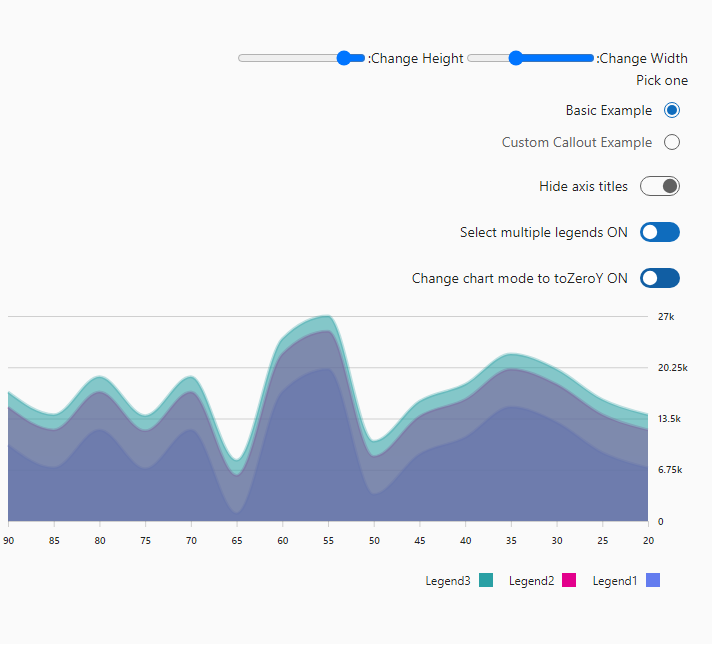 :Change Height :Change Width
Pick one
Basic Example
Custom Callout Example
Hide axis titles
Select multiple legends ON
Change chart mode to toZeroY ON
27k
20.25k
13.5k
6.75k
0
90 85 80 75 70 65 60 55 50 45 40 35 30 25 20
Legend3 Legend2 Legend1